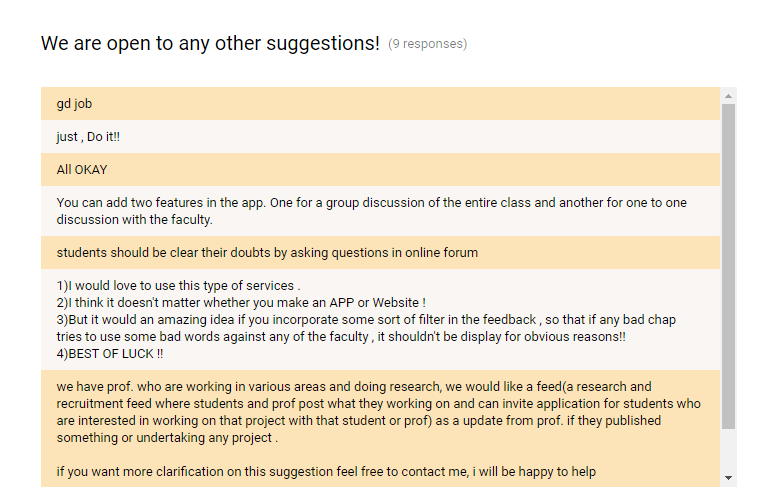 We are open to any other suggestions! (9 responses)
gd job
just , Do it!!
All OKAY
You can add two features in the app. One for a group discussion of the entire class and another for one to one
discussion with the faculty.
students should be clear their doubts by asking questions in online forum
1)I would love to use this type of services .
2)I think it doesn't matter whether you make an APP or Website !
3)But it would an amazing idea if you incorporate some sort of filter in the feedback , so that if any bad chap
tries to use some bad words against any of the faculty , it shouldn't be display for obvious reasons!!
4)BEST OF LUCK !!
we have prof. who are working in various areas and doing research, we would like a feed(a research and
recruitment feed where students and prof post what they working on and can invite application for students who
are interested in working on that project with that student or prof) as a update from prof. if they published
something or undertaking any project .
if you want more clarification on this suggestion feel free to contact me, i will be happy to help